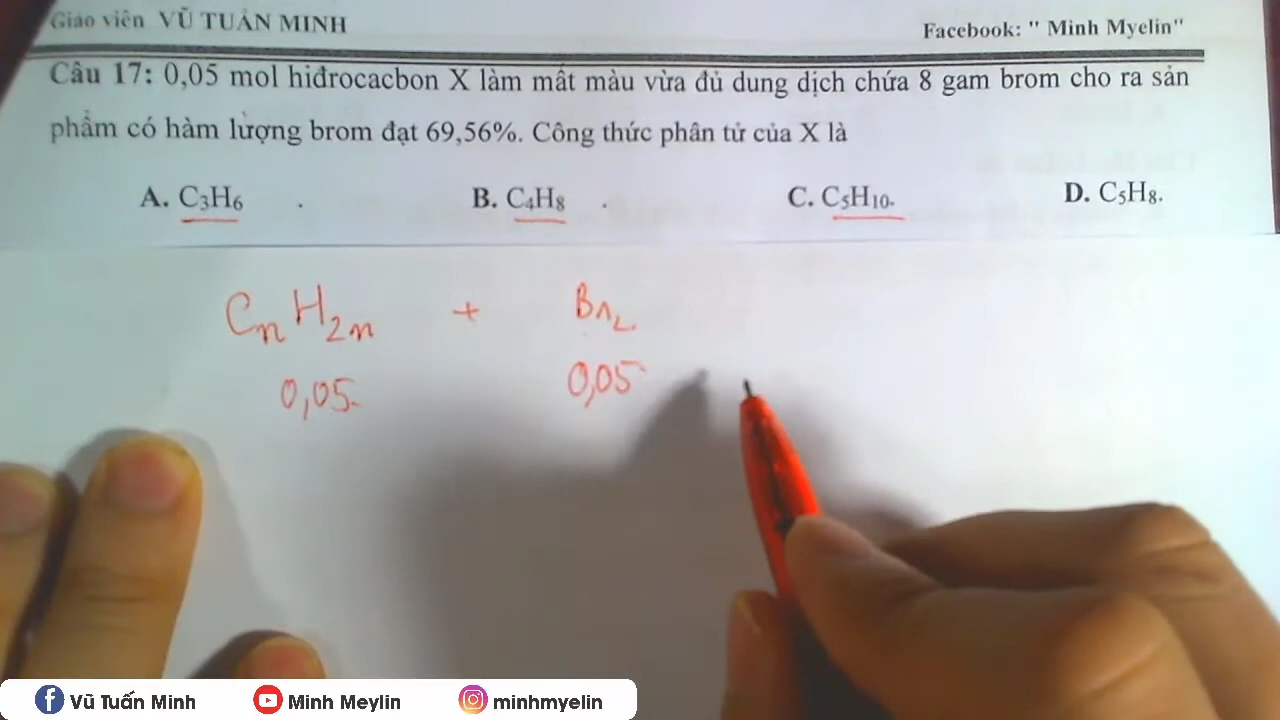 Giáo viên VŨ TUẤN MINH
Facebook: " Minh Myelin"
Câu 17: 0,05 mol hiđrocacbon X làm mất màu vừa đủ dung dịch chứa 8 gam brom cho ra sản
phẩm có hàm lượng brom đạt 69,56%. Công thức phân tử của X là
A. C₃H₆ . B. C₄H₈ . C. C₅H₁₀. D. C₅H₈.
CₙH₂ₙ + Br₂
0,05 0,05
Vũ Tuấn Minh Minh Meylin minhmyelin